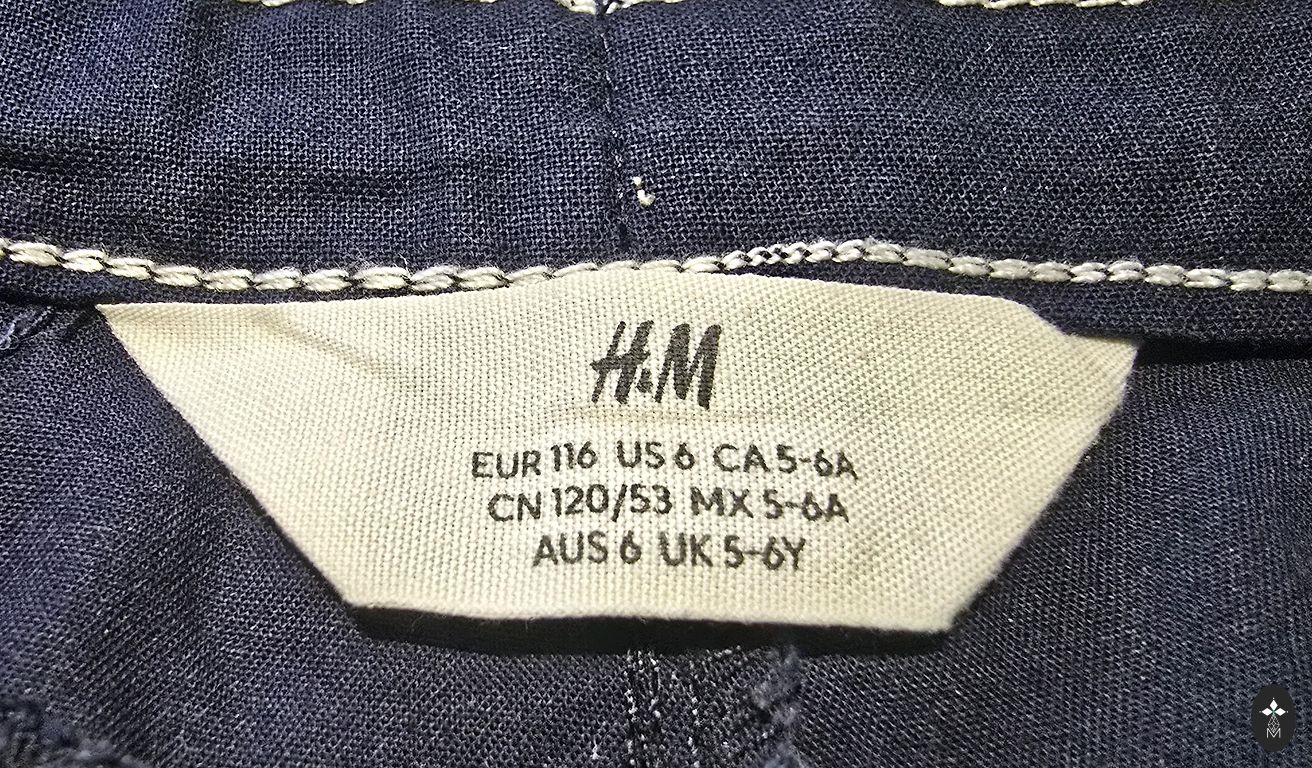 H&M
EUR 116 US 6 CA 5-6A
CN 120/53 MX 5-6A
AUS 6 UK 5-6Y
M